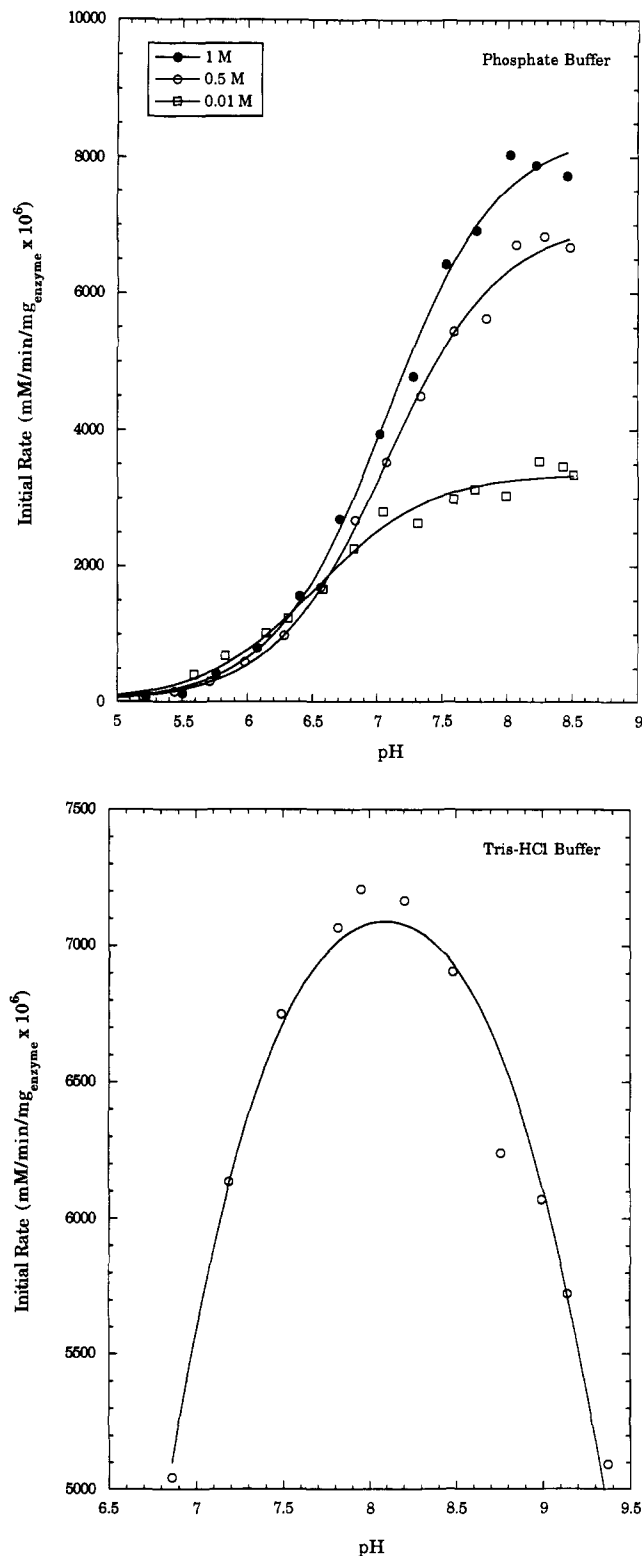 Phosphate Buffer
1 M
0.5 M
0.01 M
Initial Rate (mM/min/mg_enzyme x 10^6)
10000
8000
6000
4000
2000
0
5 5.5 6 6.5 7 7.5 8 8.5 9
pH
Tris-HCl Buffer
Initial Rate (mM/min/mg_enzyme x 10^6)
7500
7000
6500
6000
5500
5000
6.5 7 7.5 8 8.5 9 9.5
pH